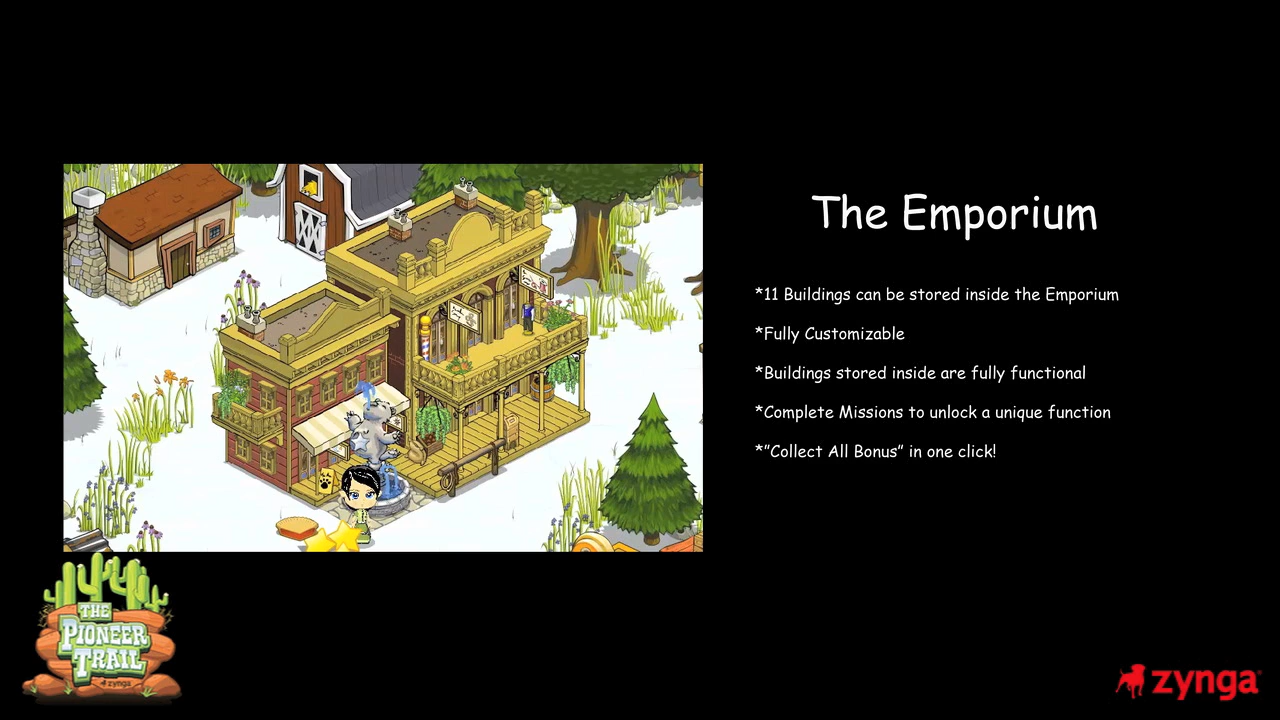 The Emporium
*11 Buildings can be stored inside the Emporium
*Fully Customizable
*Buildings stored inside are fully functional
*Complete Missions to unlock a unique function
*”Collect All Bonus” in one click!
THE
PIONEER
TRAIL
zynga
zynga